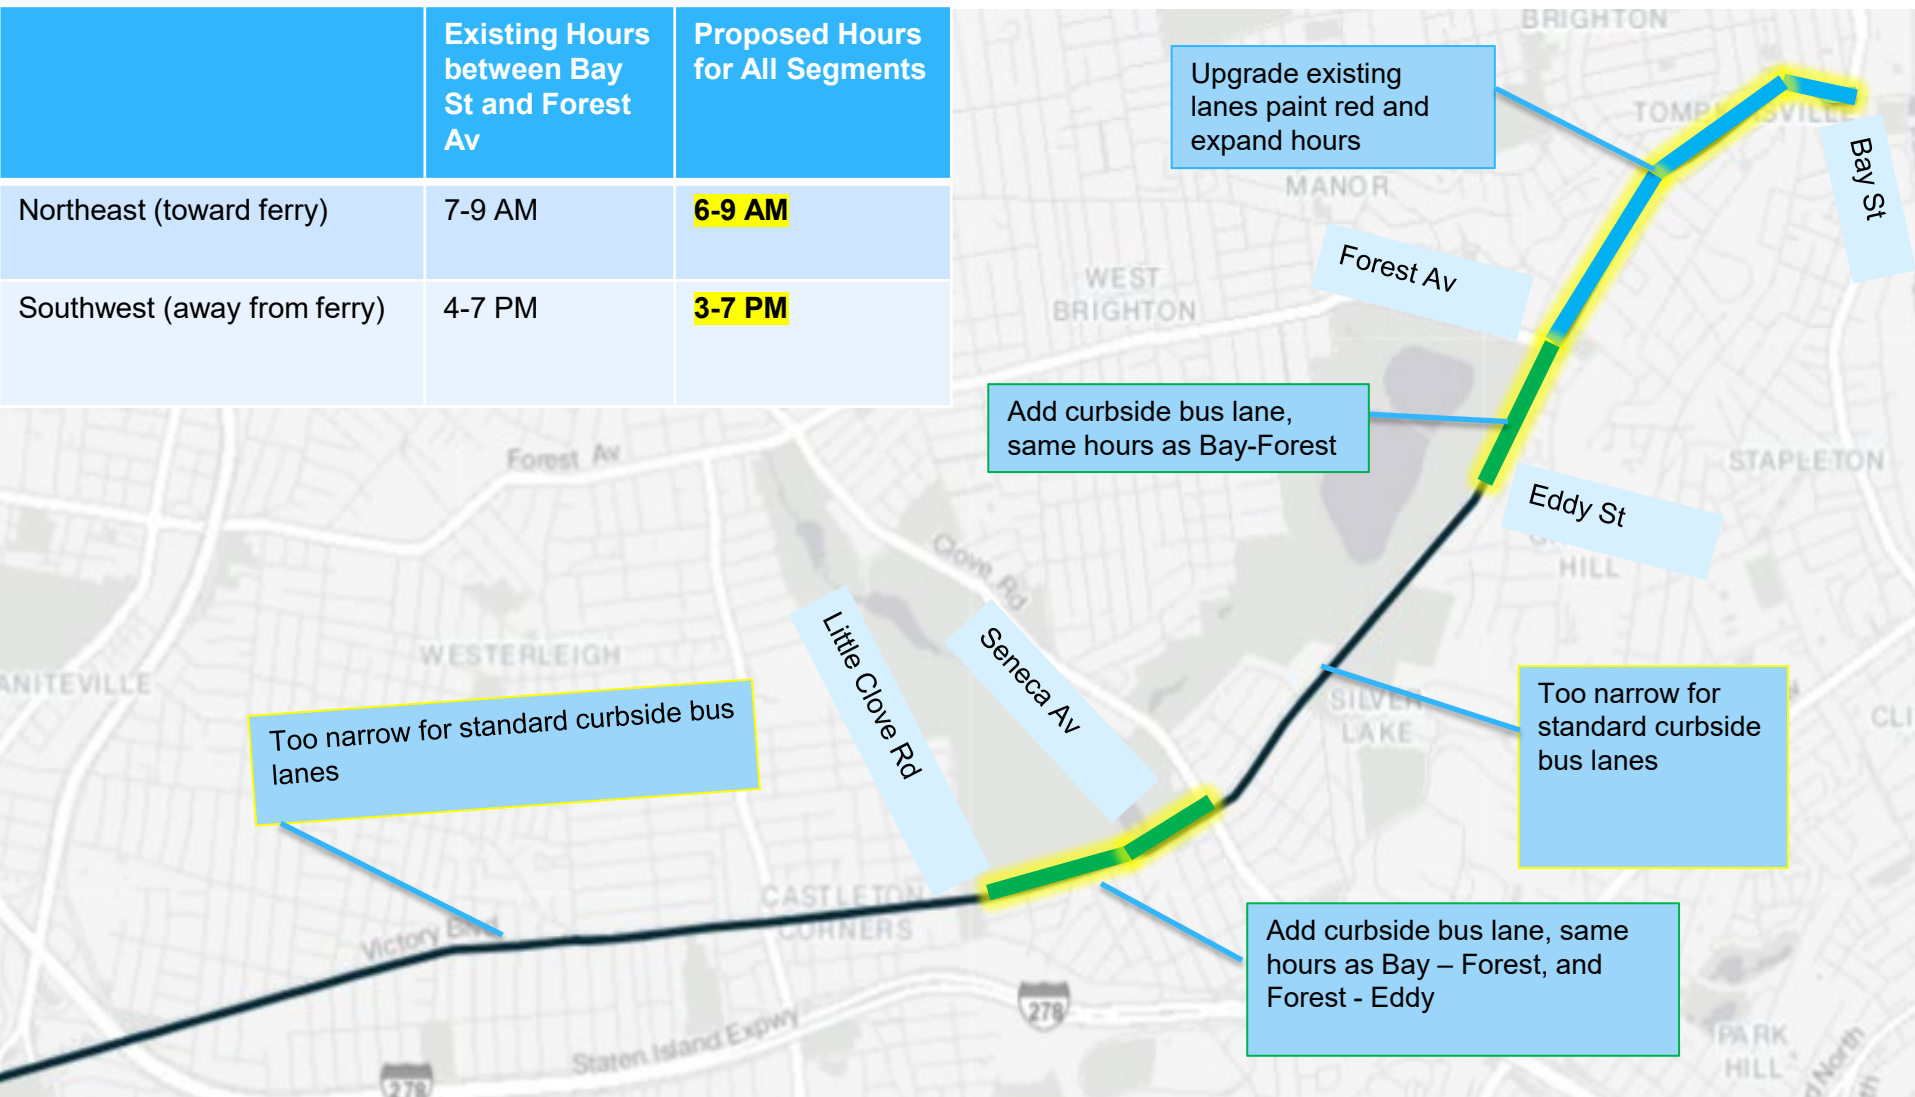 Existing Hours
between Bay
St and Forest
Av
Proposed Hours
for All Segments
Northeast (toward ferry)
7-9 AM
6-9 AM
Southwest (away from ferry)
4-7 PM
3-7 PM
BRIGHTON
Upgrade existing
lanes paint red and
expand hours
Bay St
MANOR
Forest Av
WEST
BRIGHTON
Add curbside bus lane,
same hours as Bay-Forest
Forest Av
STAPLETON
Eddy St
HILL
Clove Rd
Little Clove Rd
Seneca Av
WESTERLEIGH
Too narrow for standard curbside bus
lanes
SILVER
LAKE
Too narrow for
standard curbside
bus lanes
CASTLETON
CORNERS
Victory Blvd
Add curbside bus lane, same
hours as Bay – Forest, and
Forest - Eddy
278
Staten Island Expwy
278
PARK
HILL